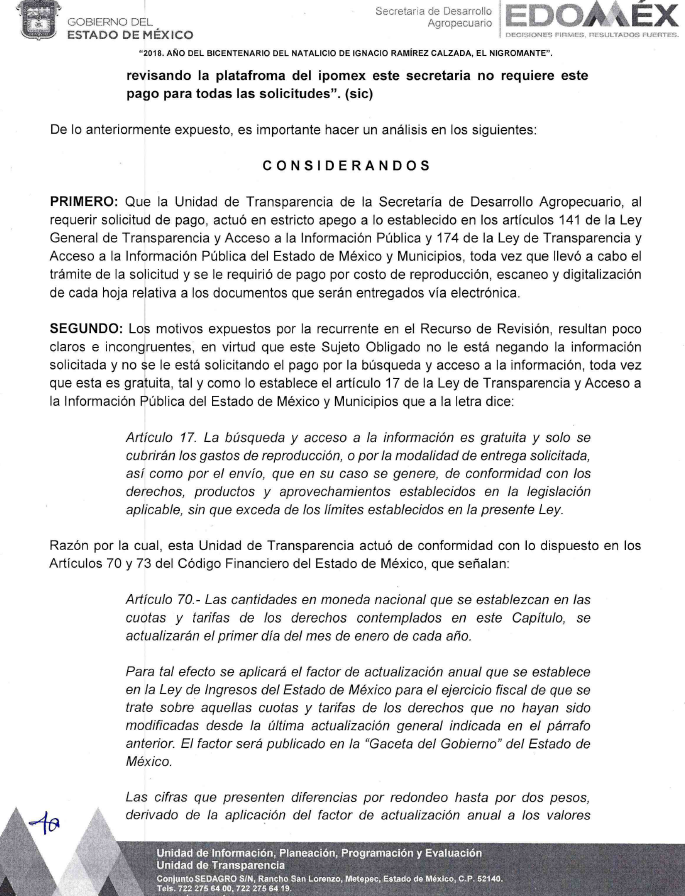 GOBIERNO DEL
ESTADO DE MÉXICO
Secretaría de Desarrollo
Agropecuario
EDOMÉX
DECISIONES FIRMES, RESULTADOS FUERTES.
"2018. AÑO DEL BICENTENARIO DEL NATALICIO DE IGNACIO RAMÍREZ CALZADA, EL NIGROMANTE".
revisando la platafroma del ipomex este secretaria no requiere este
pago para todas las solicitudes". (sic)
De lo anteriormente expuesto, es importante hacer un análisis en los siguientes:
C O N S I D E R A N D O S
PRIMERO: Que la Unidad de Transparencia de la Secretaría de Desarrollo Agropecuario, al
requerir solicitud de pago, actuó en estricto apego a lo establecido en los artículos 141 de la Ley
General de Transparencia y Acceso a la Información Pública y 174 de la Ley de Transparencia y
Acceso a la Información Pública del Estado de México y Municipios, toda vez que llevó a cabo el
trámite de la solicitud y se le requirió de pago por costo de reproducción, escaneo y digitalización
de cada hoja relativa a los documentos que serán entregados vía electrónica.
SEGUNDO: Los motivos expuestos por la recurrente en el Recurso de Revisión, resultan poco
claros e incongruentes, en virtud que este Sujeto Obligado no le está negando la información
solicitada y no se le está solicitando el pago por la búsqueda y acceso a la información, toda vez
que esta es gratuita, tal y como lo establece el artículo 17 de la Ley de Transparencia y Acceso a
la Información Pública del Estado de México y Municipios que a la letra dice:
Artículo 17. La búsqueda y acceso a la información es gratuita y solo se
cubrirán los gastos de reproducción, o por la modalidad de entrega solicitada,
así como por el envío, que en su caso se genere, de conformidad con los
derechos, productos y aprovechamientos establecidos en la legislación
aplicable, sin que exceda de los límites establecidos en la presente Ley.
Razón por la cual, esta Unidad de Transparencia actuó de conformidad con lo dispuesto en los
Artículos 70 y 73 del Código Financiero del Estado de México, que señalan:
Artículo 70.- Las cantidades en moneda nacional que se establezcan en las
cuotas y tarifas de los derechos contemplados en este Capítulo, se
actualizarán el primer día del mes de enero de cada año.
Para tal efecto se aplicará el factor de actualización anual que se establece
en la Ley de Ingresos del Estado de México para el ejercicio fiscal de que se
trate sobre aquellas cuotas y tarifas de los derechos que no hayan sido
modificadas desde la última actualización general indicada en el párrafo
anterior. El factor será publicado en la "Gaceta del Gobierno" del Estado de
México.
Las cifras que presenten diferencias por redondeo hasta por dos pesos,
derivado de la aplicación del factor de actualización anual a los valores
Unidad de Información, Planeación, Programación y Evaluación
Unidad de Transparencia
Conjunto SEDAGRO S/N, Rancho San Lorenzo, Metepec, Estado de México, C.P. 52140.
Tels. 722 275 64 00, 722 275 64 19.